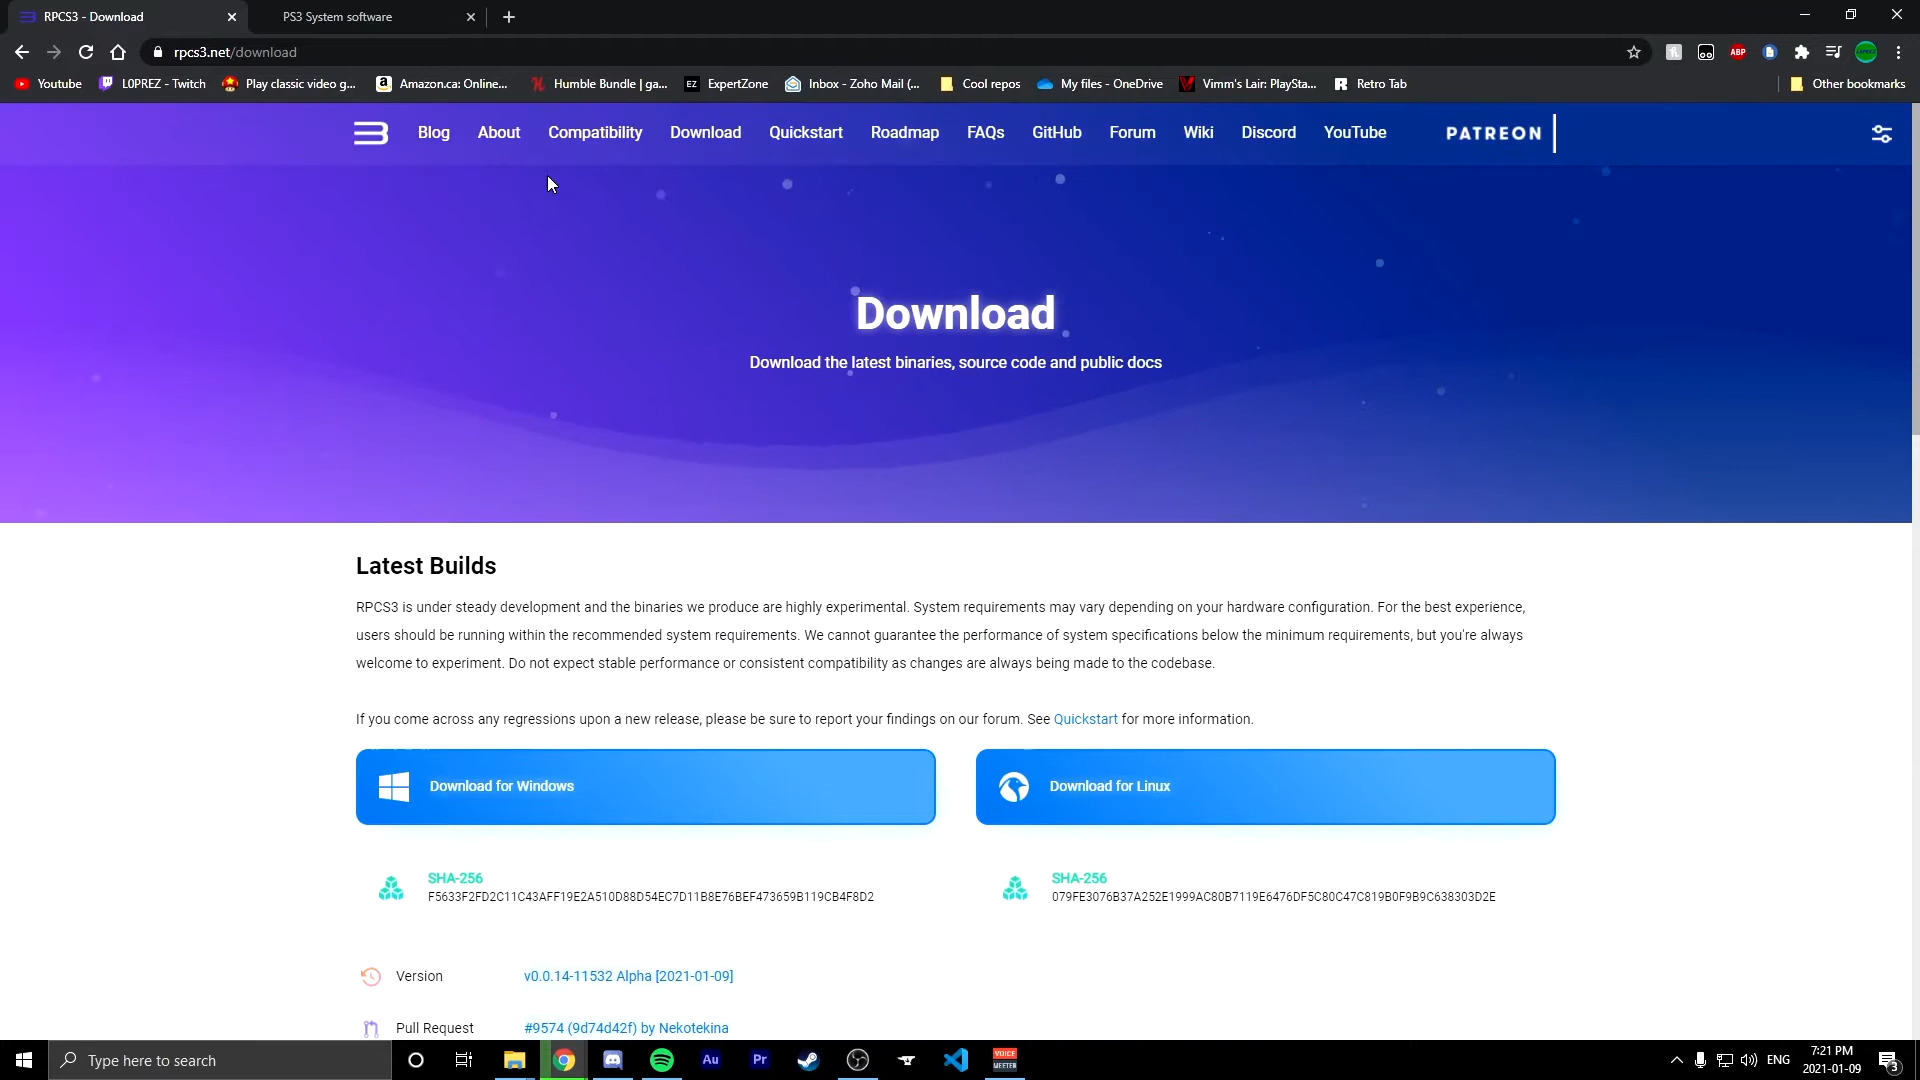 RPCS3 - Download
PS3 System software
rpcs3.net/download
ABP
Youtube
L0PREZ - Twitch
Play classic video g...
Amazon.ca: Online...
Humble Bundle | ga...
EZ
ExpertZone
Inbox - Zoho Mail (...
Cool repos
My files - OneDrive
Vimm's Lair: PlaySta...
Retro Tab
Other bookmarks
Blog
About
Compatibility
Download
Quickstart
Roadmap
FAQs
GitHub
Forum
Wiki
Discord
YouTube
PATREON
Download
Download the latest binaries, source code and public docs
Latest Builds
RPCS3 is under steady development and the binaries we produce are highly experimental. System requirements may vary depending on your hardware configuration. For the best experience,
users should be running within the recommended system requirements. We cannot guarantee the performance of system specifications below the minimum requirements, but you're always
welcome to experiment. Do not expect stable performance or consistent compatibility as changes are always being made to the codebase.
If you come across any regressions upon a new release, please be sure to report your findings on our forum. See Quickstart for more information.
Download for Windows
Download for Linux
SHA-256
F5633F2FD2C11C43AFF19E2A510D88D54EC7D11B8E76BEF473659B119CB4F8D2
SHA-256
079FE3076B37A252E1999AC80B7119E6476DF5C80C47C819B0F9B9C638303D2E
Version
v0.0.14-11532 Alpha [2021-01-09]
Pull Request
#9574 (9d74d42f) by Nekotekina
Type here to search
Au
Pr
VOICE
MEETER
ENG
7:21 PM
2021-01-09
3